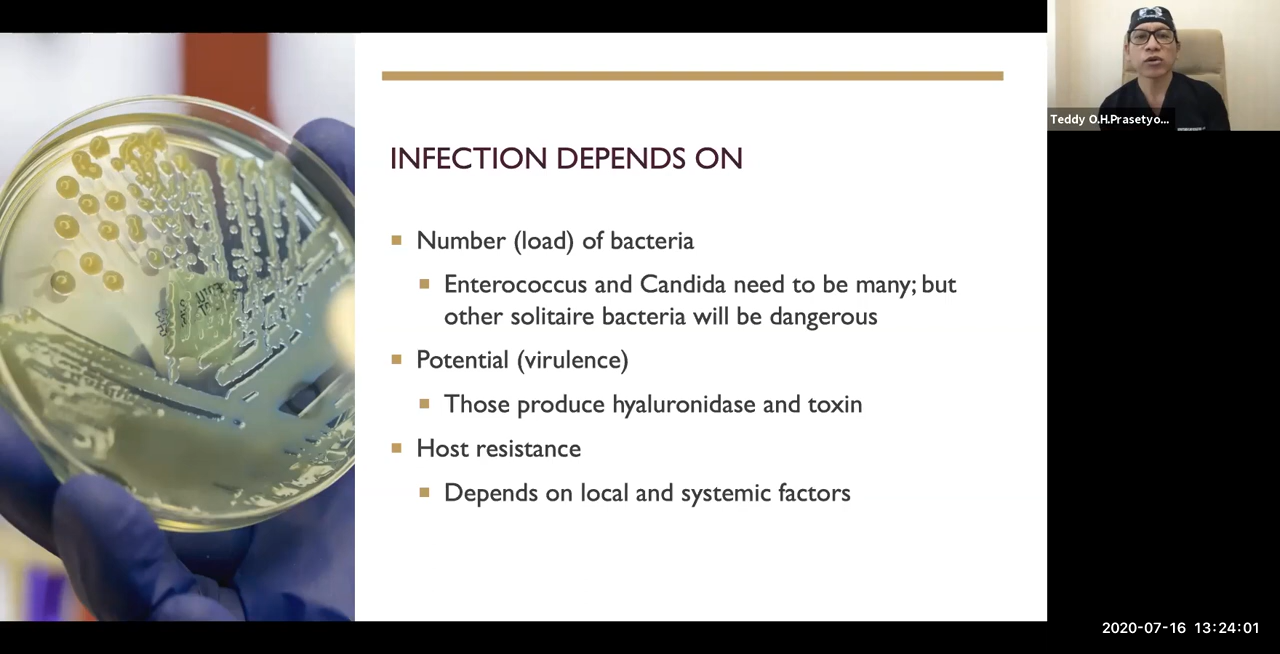 INFECTION DEPENDS ON
Number (load) of bacteria
Enterococcus and Candida need to be many; but
other solitaire bacteria will be dangerous
Potential (virulence)
Those produce hyaluronidase and toxin
Host resistance
Depends on local and systemic factors
Teddy O.H.Prasetyo...
2020-07-16 13:24:01